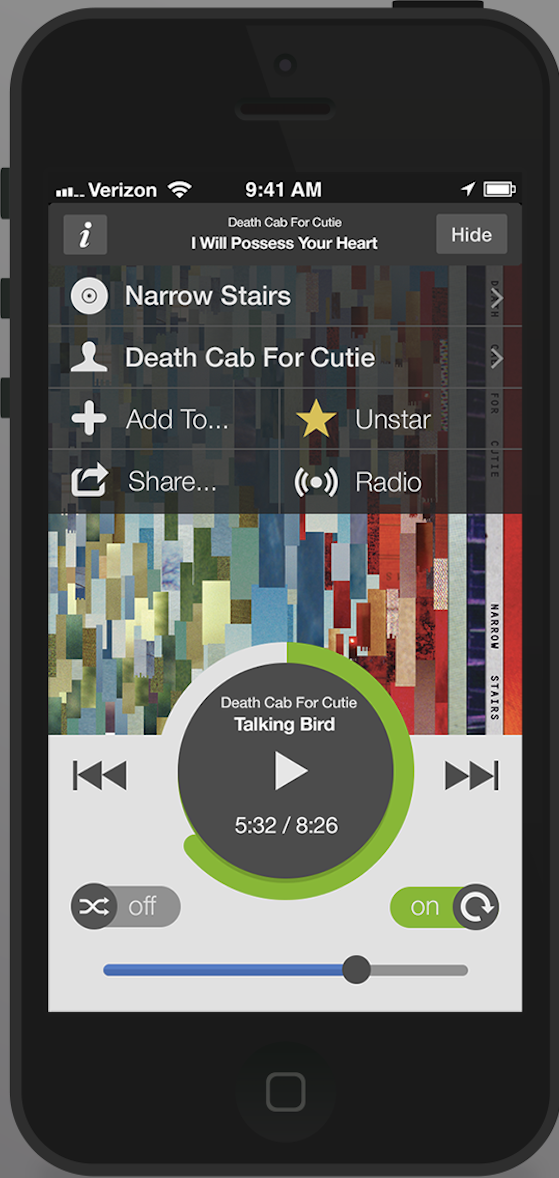 Verizon 9:41 AM
i
Death Cab For Cutie
I Will Possess Your Heart
Hide
Narrow Stairs
Death Cab For Cutie
Add To... Unstar
Share... Radio
DEATH CAB FOR CUTIE
NARROW STAIRS
Death Cab For Cutie
Talking Bird
5:32 / 8:26
off on